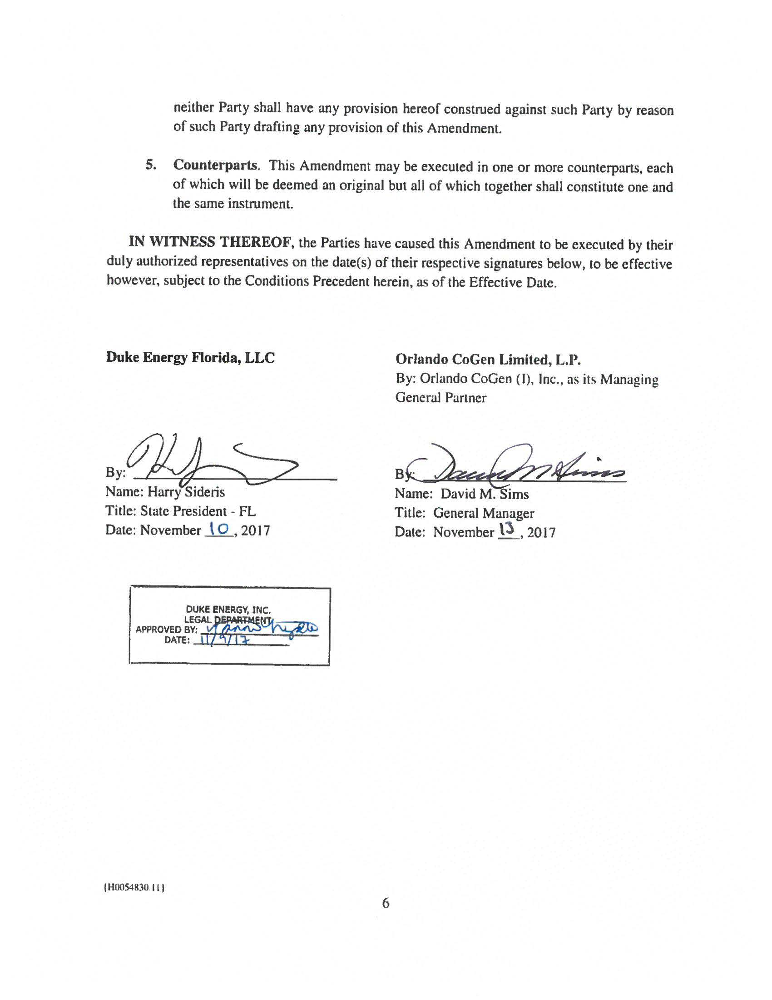 neither Party shall have any provision hereof construed against such Party by reason
of such Party drafting any provision of this Amendment.
5. Counterparts. This Amendment may be executed in one or more counterparts, each
of which will be deemed an original but all of which together shall constitute one and
the same instrument.
IN WITNESS THEREOF, the Parties have caused this Amendment to be executed by their
duly authorized representatives on the date(s) of their respective signatures below, to be effective
however, subject to the Conditions Precedent herein, as of the Effective Date.
Duke Energy Florida, LLC
By:
Name: Harry Sideris
Title: State President - FL
Date: November 10, 2017
Orlando CoGen Limited, L.P.
By: Orlando CoGen (I), Inc., as its Managing
General Partner
By: David M Sims
Name: David M. Sims
Title: General Manager
Date: November 13, 2017
DUKE ENERGY, INC.
LEGAL DEPARTMENT
APPROVED BY:
DATE: 11/9/17
{H0054830.11}
6